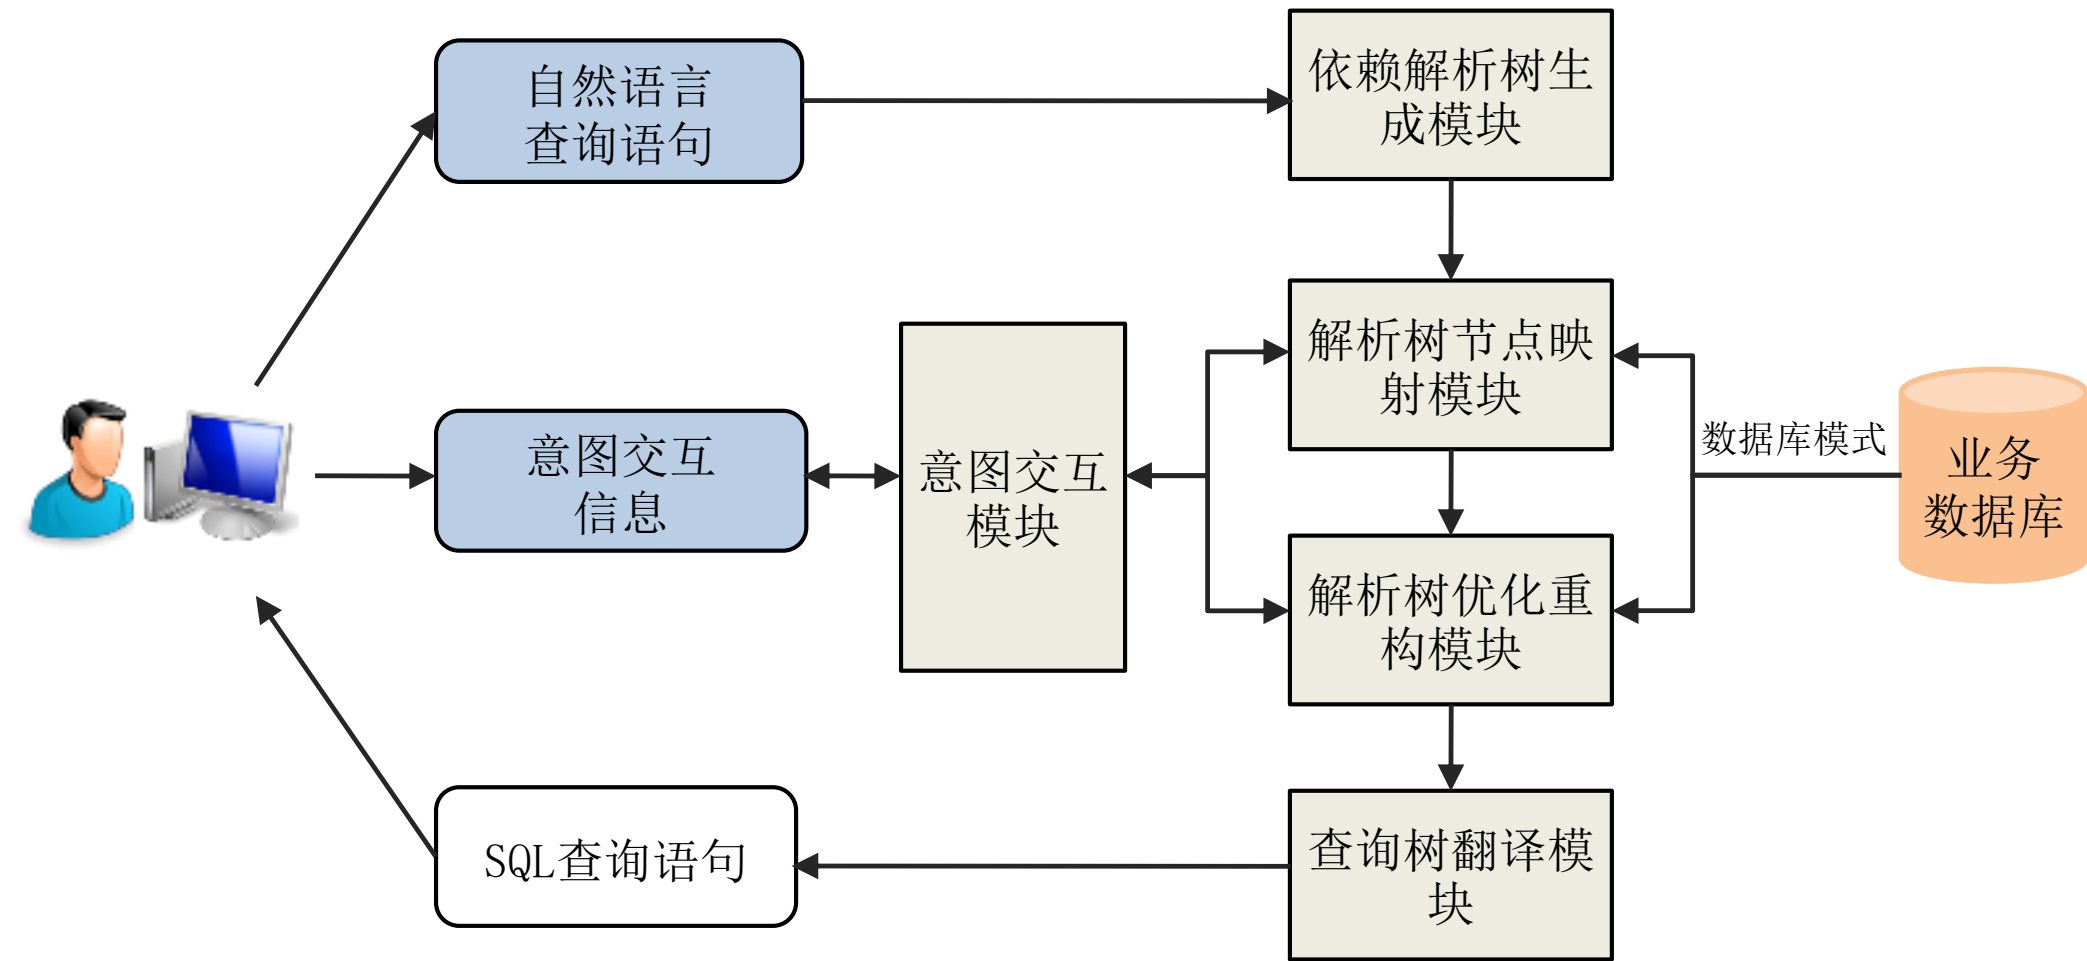 自然语言
查询语句
依赖解析树生
成模块
解析树节点映
射模块
意图交互
信息
意图交互
模块
数据库模式
业务
数据库
解析树优化重
构模块
SQL查询语句
查询树翻译模
块